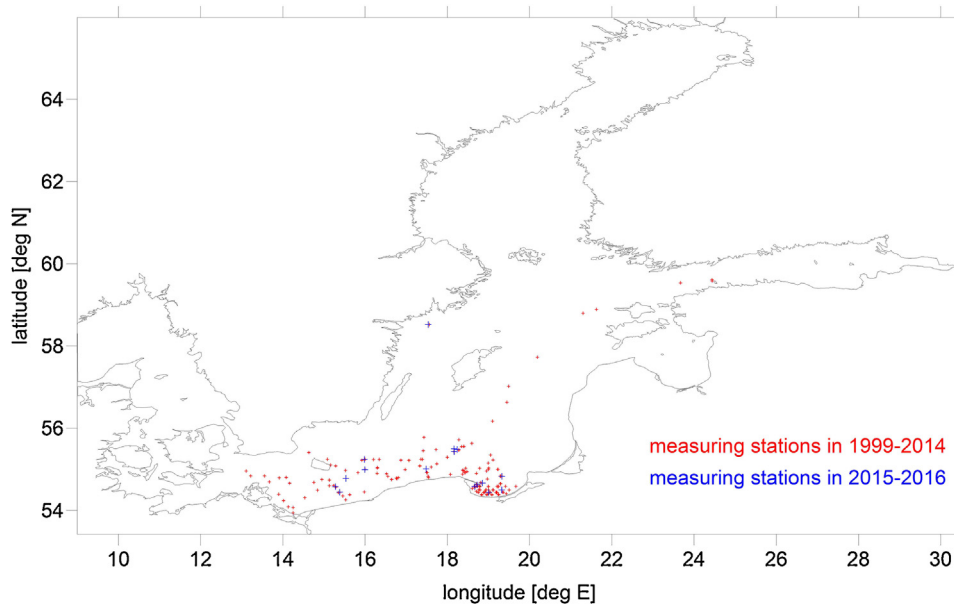 64
62
60
58
56
54
latitude [deg N]
measuring stations in 1999-2014
measuring stations in 2015-2016
10 12 14 16 18 20 22 24 26 28 30
longitude [deg E]